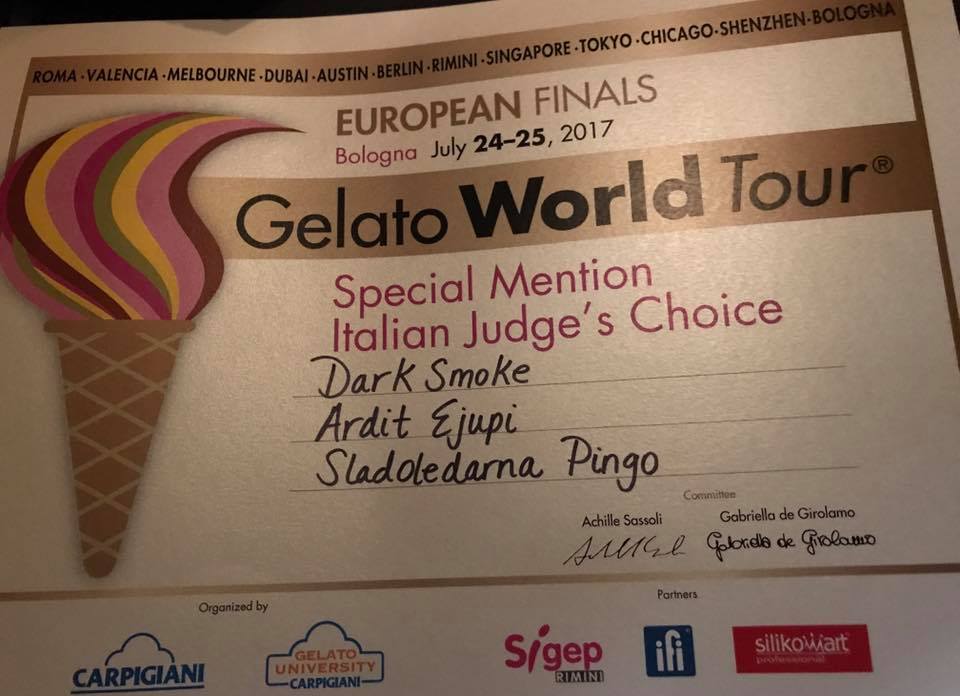 ROMA·VALENCIA·MELBOURNE·DUBAI·AUSTIN·BERLIN·RIMINI·SINGAPORE·TOKYO·CHICAGO·SHENZHEN·BOLOGNA
EUROPEAN FINALS
Bologna July 24–25, 2017
Gelato World Tour®
Special Mention
Italian Judge's Choice
Dark Smoke
Ardit Ejupi
Sladoledarna Pingo
Committee
Achille Sassoli Gabriella de Girolamo
Gabriella de Girolamo
Organized by
Partners
CARPIGIANI
GELATO
UNIVERSITY
CARPIGIANI
Sigep
RIMINI
ifi
silikomart
professional